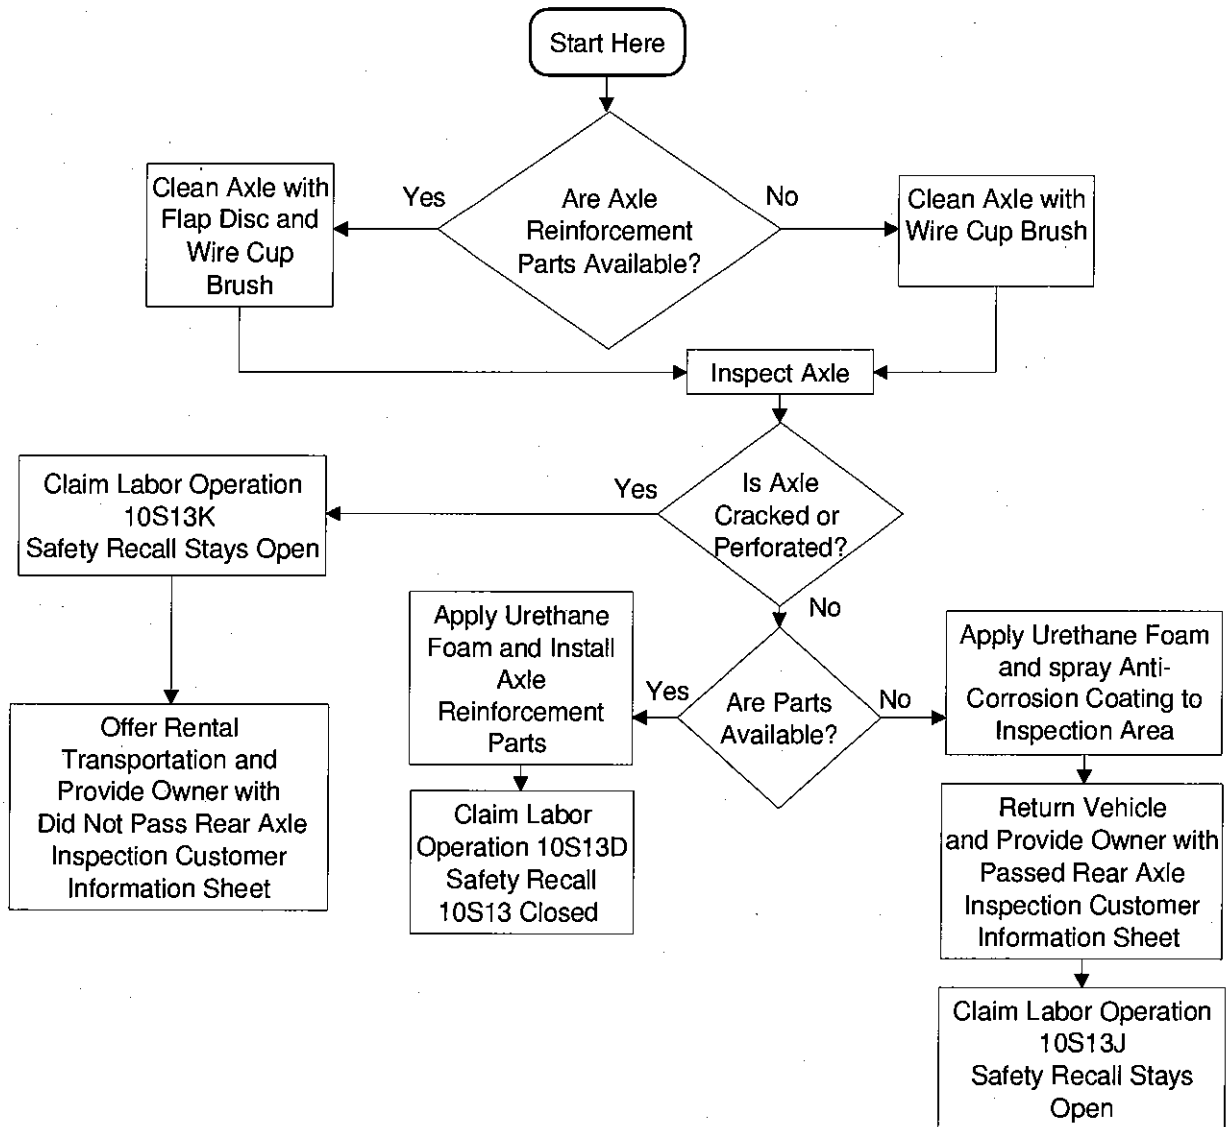 Start Here
Clean Axle with
Flap Disc and
Wire Cup
Brush
Yes
Are Axle
Reinforcement
Parts Available?
No
Clean Axle with
Wire Cup Brush
Inspect Axle
Claim Labor Operation
10S13K
Safety Recall Stays Open
Yes
Is Axle
Cracked or
Perforated?
No
Offer Rental
Transportation and
Provide Owner with
Did Not Pass Rear Axle
Inspection Customer
Information Sheet
Apply Urethane
Foam and Install
Axle
Reinforcement
Parts
Yes
Are Parts
Available?
No
Apply Urethane Foam
and spray Anti-
Corrosion Coating to
Inspection Area
Claim Labor
Operation 10S13D
Safety Recall
10S13 Closed
Return Vehicle
and Provide Owner with
Passed Rear Axle
Inspection Customer
Information Sheet
Claim Labor Operation
10S13J
Safety Recall Stays
Open